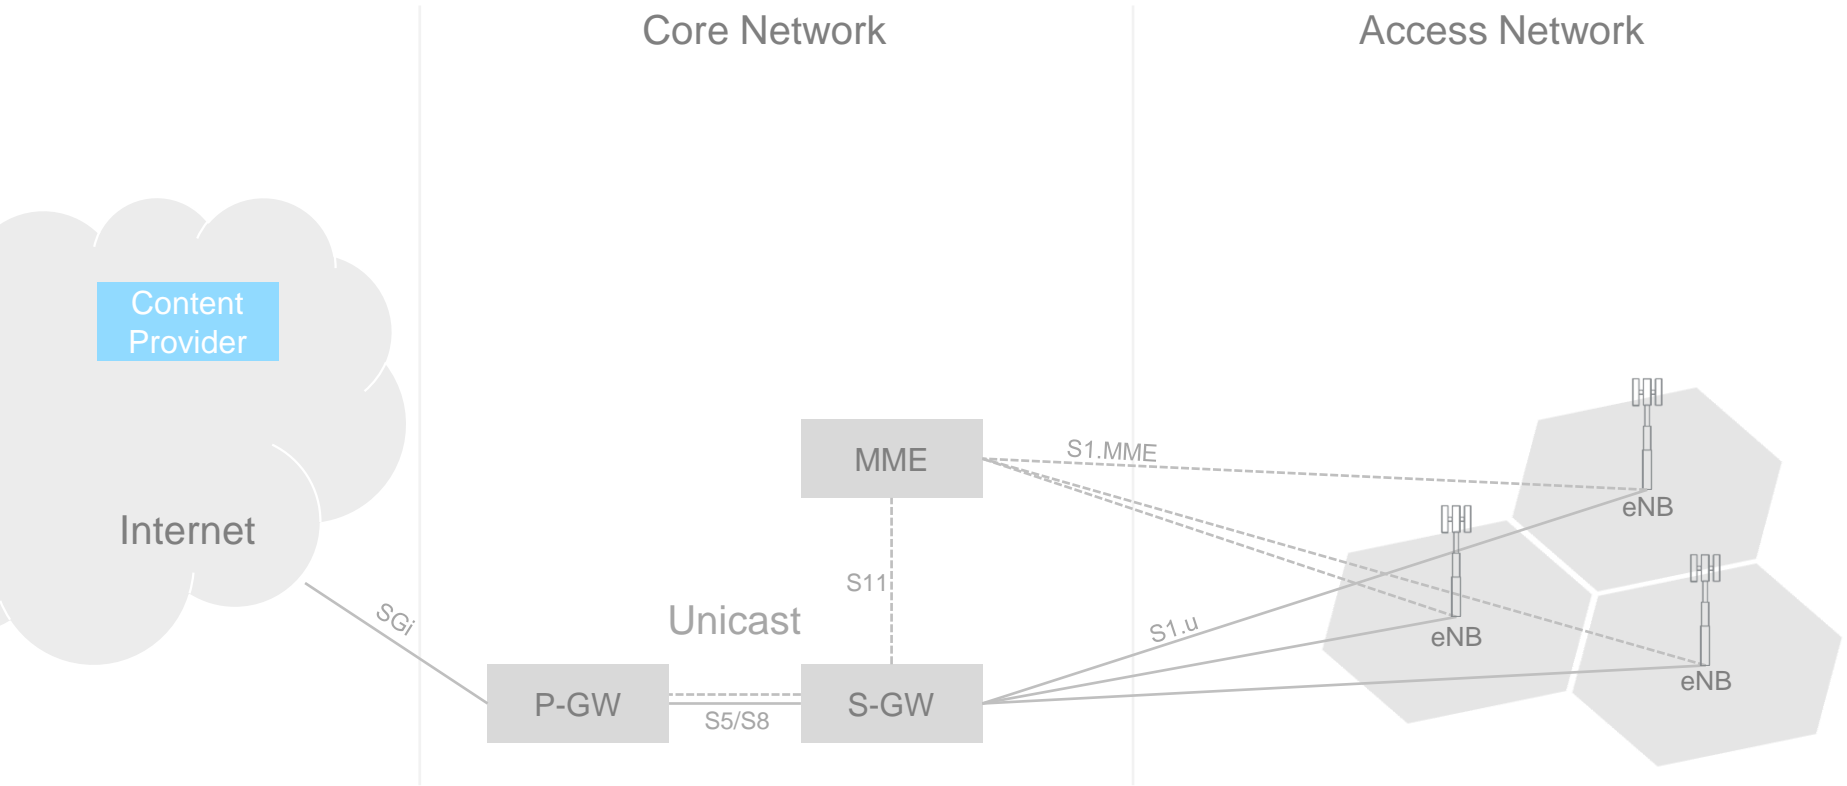 Core Network
Access Network
Content
Provider
Internet
SGi
MME
S1.MME
S11
Unicast
P-GW
S5/S8
S-GW
S1.u
eNB
eNB
eNB